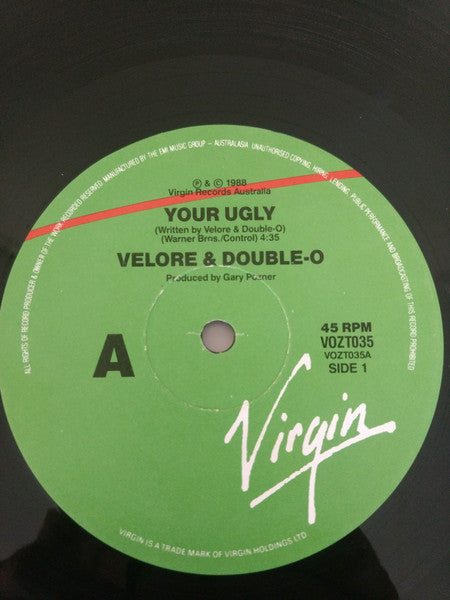 ALL RIGHTS OF RECORD PRODUCER & OWNER OF THE WORK RECORDED RESERVED. MANUFACTURED BY THE EMI MUSIC GROUP – AUSTRALASIA UNAUTHORISED COPYING, HIRING, LENDING, PUBLIC PERFORMANCE AND BROADCASTING OF THIS RECORD PROHIBITED
℗ & © 1988
Virgin Records Australia
YOUR UGLY
(Written by Velore & Double-O)
(Warner Bros./Control) 4:35
VELORE & DOUBLE-O
Produced by Gary Pozner
A
45 RPM
VOZT035
VOZT035A
SIDE 1
Virgin
VIRGIN IS A TRADE MARK OF VIRGIN HOLDINGS LTD